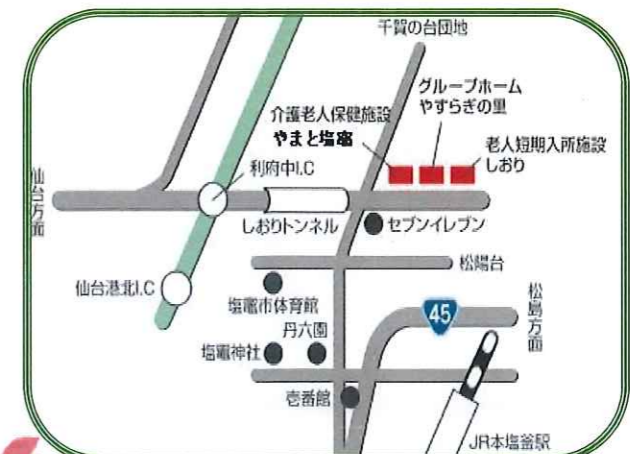 千賀の台団地
グループホーム
やすらぎの里
介護老人保健施設
やまと塩竈
老人短期入所施設
しおり
仙台方面
利府中I.C
しおりトンネル
セブンイレブン
松陽台
仙台港北I.C
塩竈市体育館
松島方面
45
丹六園
塩竈神社
壱番館
JR本塩釜駅